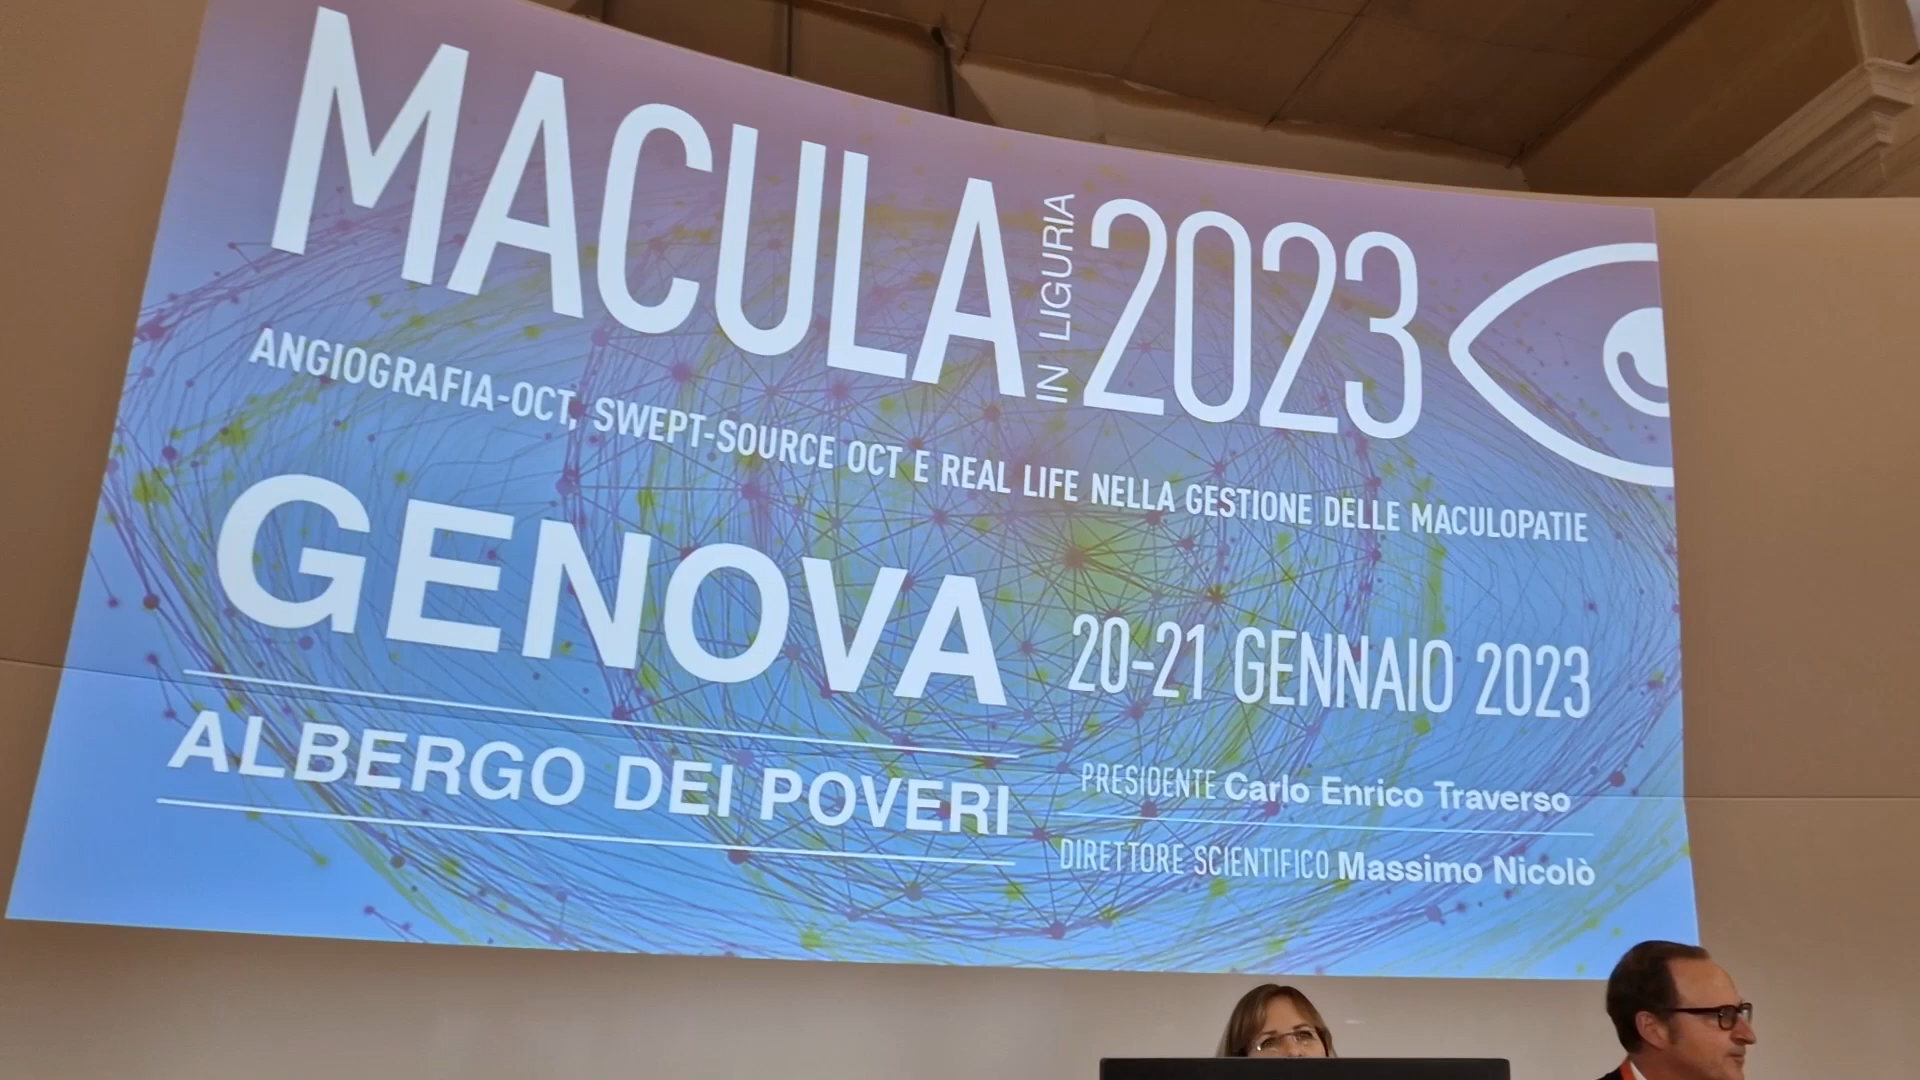 MACULA IN LIGURIA 2023
ANGIOGRAFIA-OCT, SWEPT-SOURCE OCT E REAL LIFE NELLA GESTIONE DELLE MACULOPATIE
GENOVA
20-21 GENNAIO 2023
ALBERGO DEI POVERI
PRESIDENTE Carlo Enrico Traverso
DIRETTORE SCIENTIFICO Massimo Nicolò